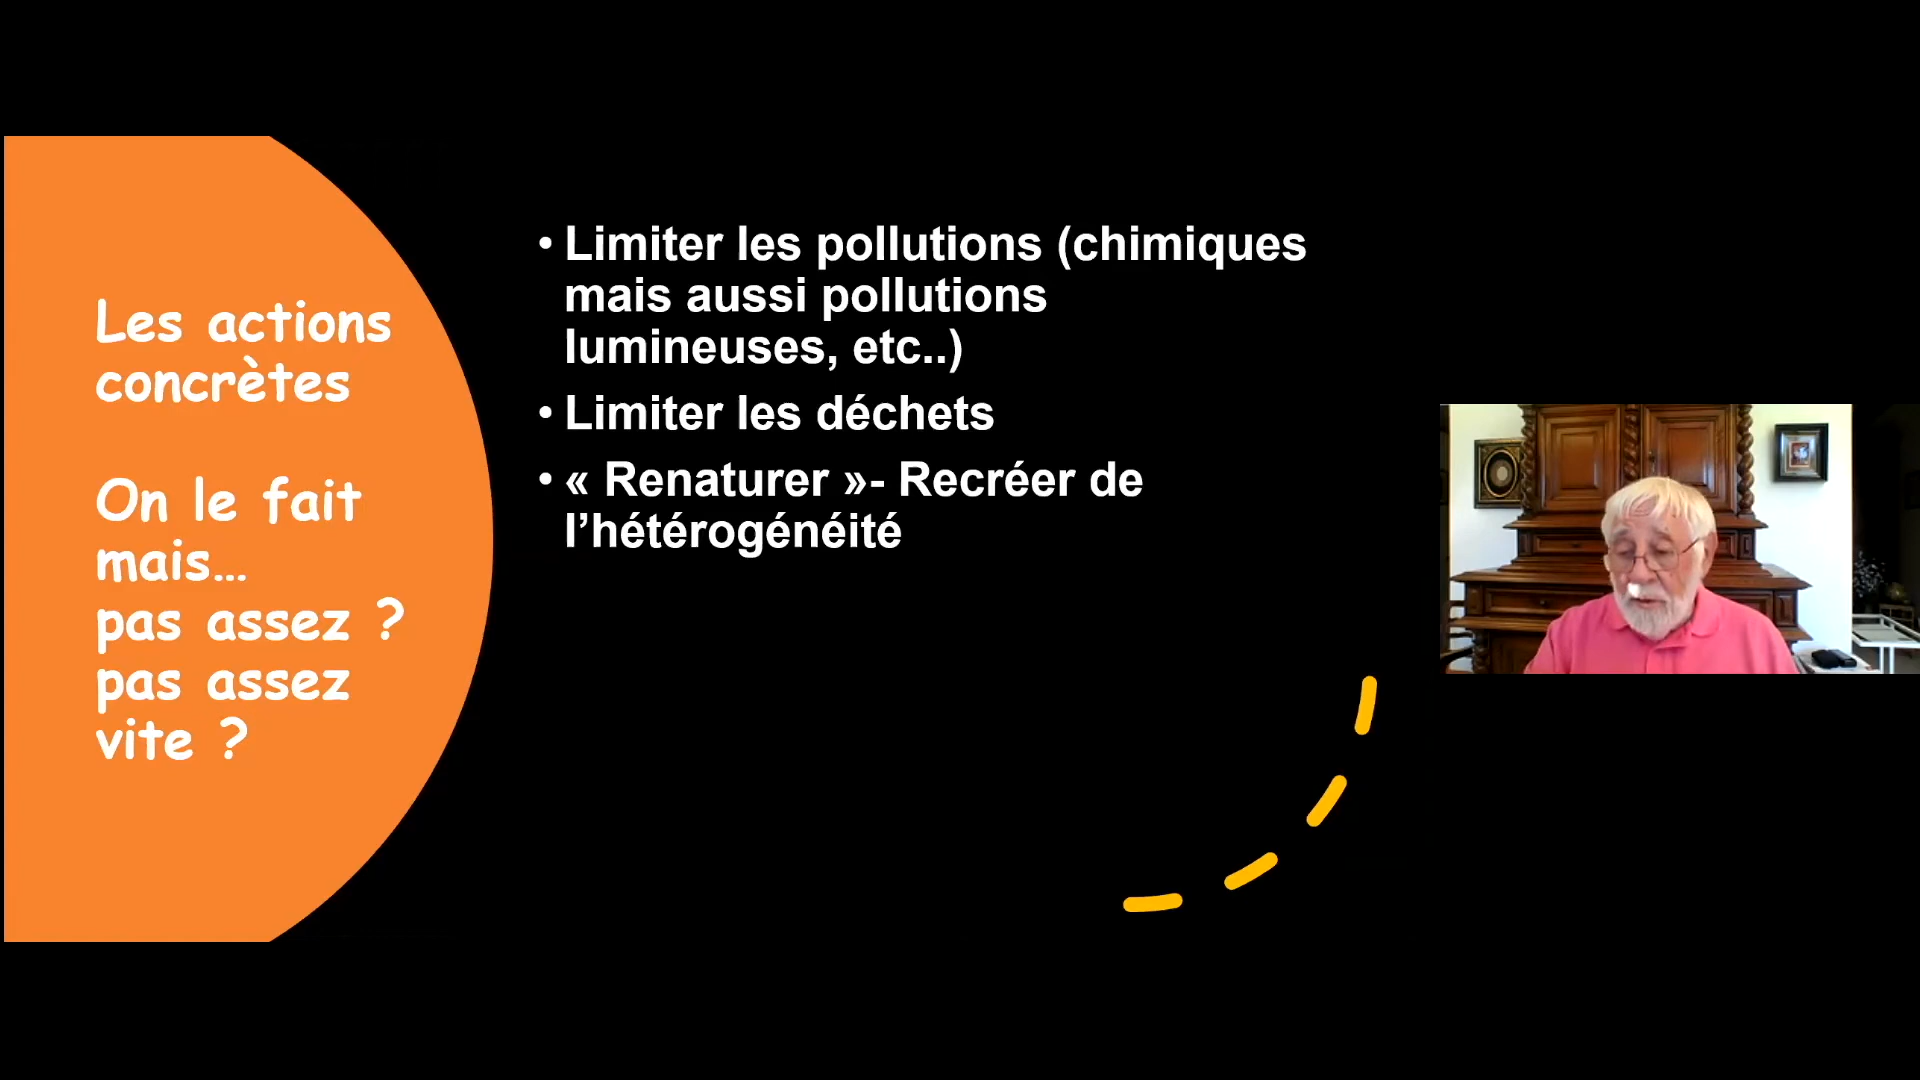 Les actions
concrètes
On le fait
mais...
pas assez ?
pas assez
vite ?
• Limiter les pollutions (chimiques
mais aussi pollutions
lumineuses, etc..)
• Limiter les déchets
• « Renaturer »- Recréer de
l’hétérogénéité